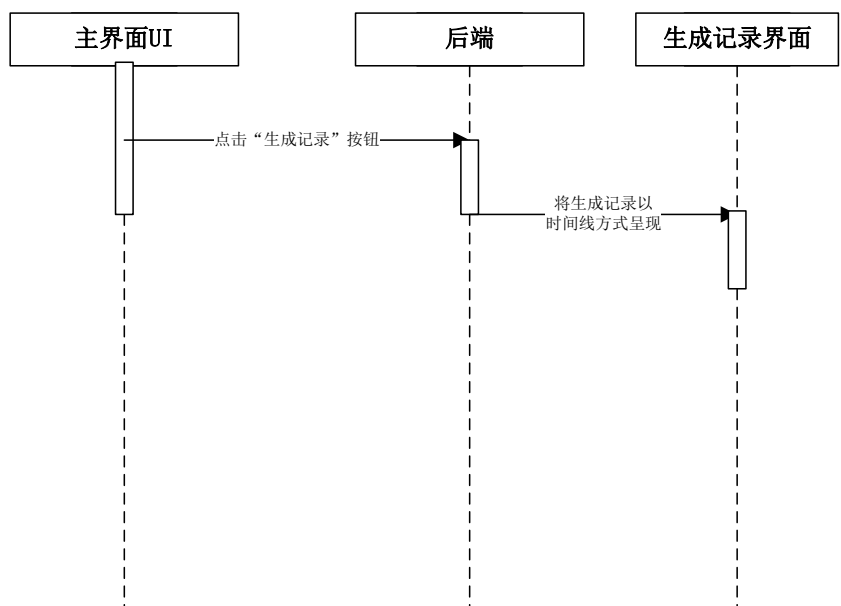 主界面UI
后端
生成记录界面
点击“生成记录”按钮
将生成记录以
时间线方式呈现